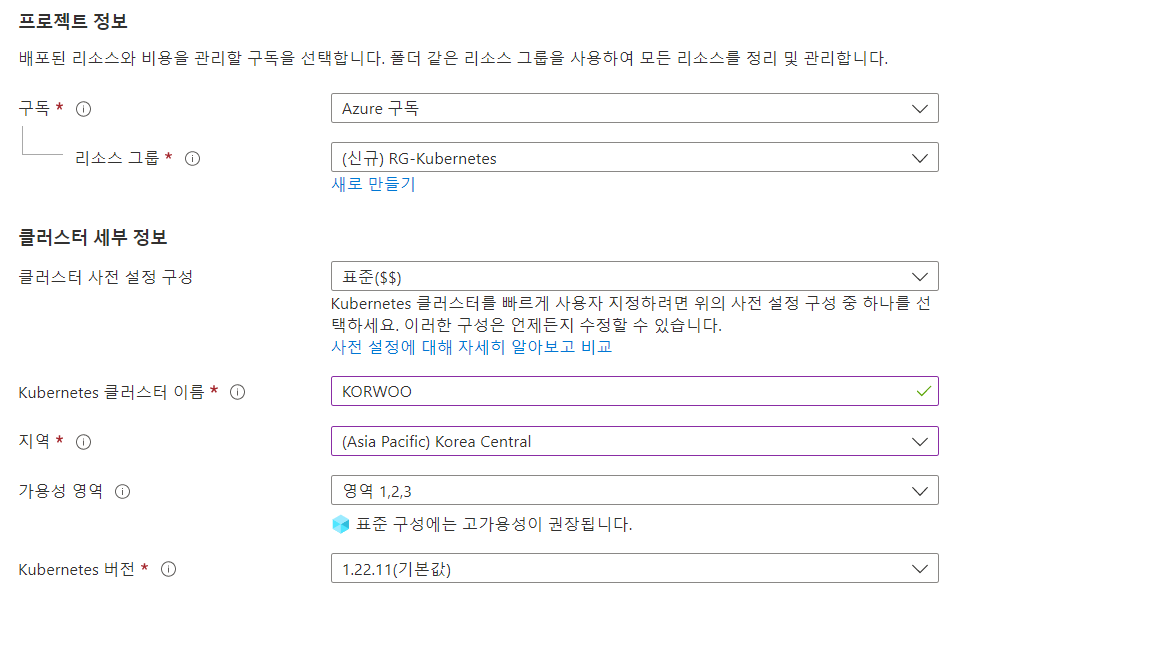 프로젝트 정보
배포된 리소스와 비용을 관리할 구독을 선택합니다. 폴더 같은 리소스 그룹을 사용하여 모든 리소스를 정리 및 관리합니다.
구독 *
Azure 구독
리소스 그룹 *
(신규) RG-Kubernetes
새로 만들기
클러스터 세부 정보
클러스터 사전 설정 구성
표준($$)
Kubernetes 클러스터를 빠르게 사용자 지정하려면 위의 사전 설정 구성 중 하나를 선
택하세요. 이러한 구성은 언제든지 수정할 수 있습니다.
사전 설정에 대해 자세히 알아보고 비교
Kubernetes 클러스터 이름 *
KORWOO
지역 *
(Asia Pacific) Korea Central
가용성 영역
영역 1,2,3
표준 구성에는 고가용성이 권장됩니다.
Kubernetes 버전 *
1.22.11(기본값)